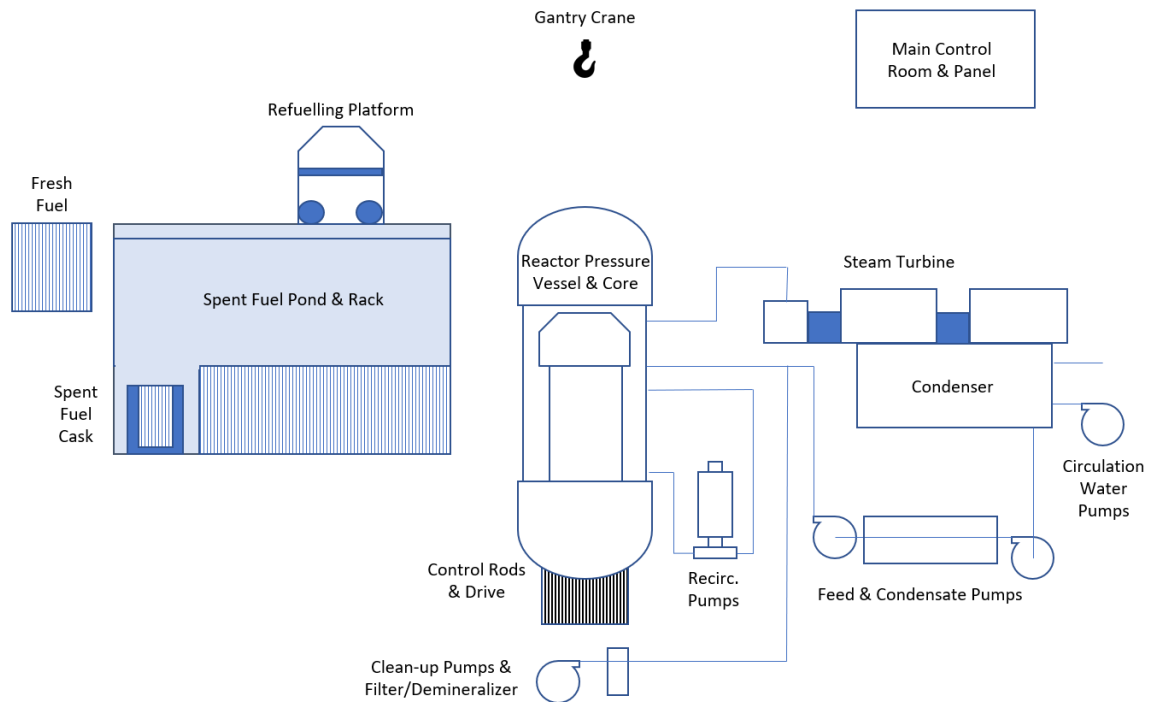 Gantry Crane
Main Control
Room & Panel
Refuelling Platform
Fresh
Fuel
Reactor Pressure
Vessel & Core
Steam Turbine
Spent Fuel Pond & Rack
Spent
Fuel
Cask
Condenser
Circulation
Water
Pumps
Control Rods
& Drive
Recirc.
Pumps
Feed & Condensate Pumps
Clean-up Pumps &
Filter/Demineralizer